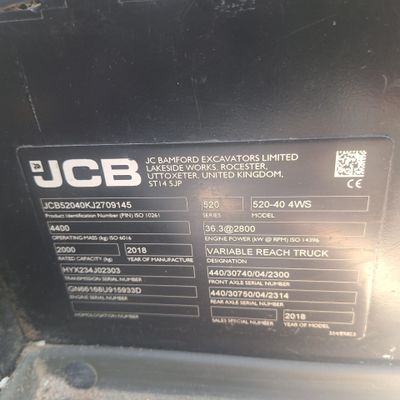 JCB
JC BAMFORD EXCAVATORS LIMITED
LAKESIDE WORKS, ROCESTER,
UTTOXETER, UNITED KINGDOM,
ST14 5JP
JCB52040KJ2709145 520 520-40 4WS
Product Identification Number (PIN) ISO 10261 SERIES MODEL
4400 36.3@2800
OPERATING MASS (kg) ISO 6016 ENGINE POWER (kW @ RPM) ISO 14396
2000 2018 VARIABLE REACH TRUCK
RATED CAPACITY (kg) YEAR OF MANUFACTURE DESIGNATION
HYX234J02303 440/30740/04/2300
TRANSMISSION SERIAL NUMBER FRONT AXLE SERIAL NUMBER
GN66168U915933D 440/30750/04/2314
ENGINE SERIAL NUMBER REAR AXLE SERIAL NUMBER
2018
HOMOLOGATION NUMBER SALES SPECIAL NUMBER YEAR OF MODEL